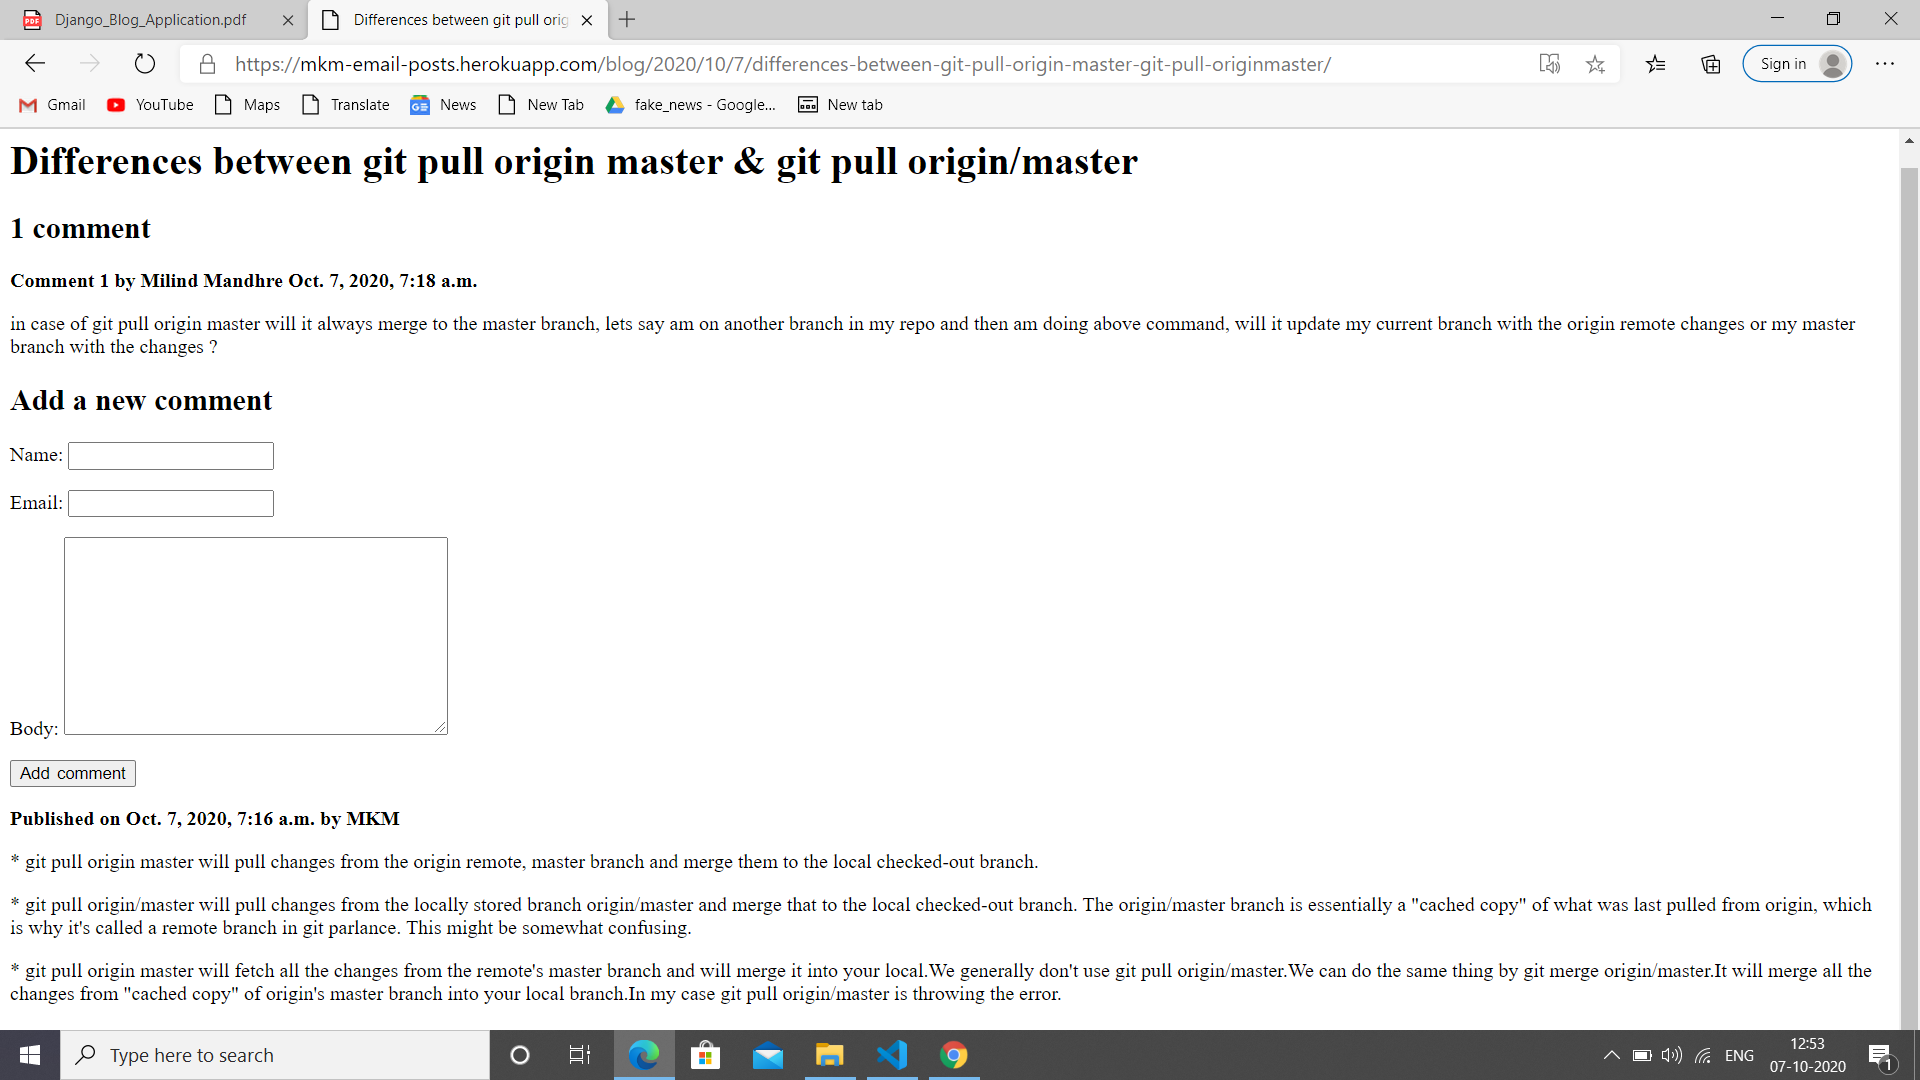 Django_Blog_Application.pdf
Differences between git pull orig
https://mkm-email-posts.herokuapp.com/blog/2020/10/7/differences-between-git-pull-origin-master-git-pull-originmaster/
Sign in
Gmail
YouTube
Maps
Translate
News
New Tab
fake_news - Google...
New tab
Differences between git pull origin master & git pull origin/master
1 comment
Comment 1 by Milind Mandhre Oct. 7, 2020, 7:18 a.m.
in case of git pull origin master will it always merge to the master branch, lets say am on another branch in my repo and then am doing above command, will it update my current branch with the origin remote changes or my master
branch with the changes ?
Add a new comment
Name:
Email:
Body:
Add comment
Published on Oct. 7, 2020, 7:16 a.m. by MKM
* git pull origin master will pull changes from the origin remote, master branch and merge them to the local checked-out branch.
* git pull origin/master will pull changes from the locally stored branch origin/master and merge that to the local checked-out branch. The origin/master branch is essentially a "cached copy" of what was last pulled from origin, which
is why it's called a remote branch in git parlance. This might be somewhat confusing.
* git pull origin master will fetch all the changes from the remote's master branch and will merge it into your local.We generally don't use git pull origin/master.We can do the same thing by git merge origin/master.It will merge all the
changes from "cached copy" of origin's master branch into your local branch.In my case git pull origin/master is throwing the error.
Type here to search
ENG
12:53
07-10-2020
1